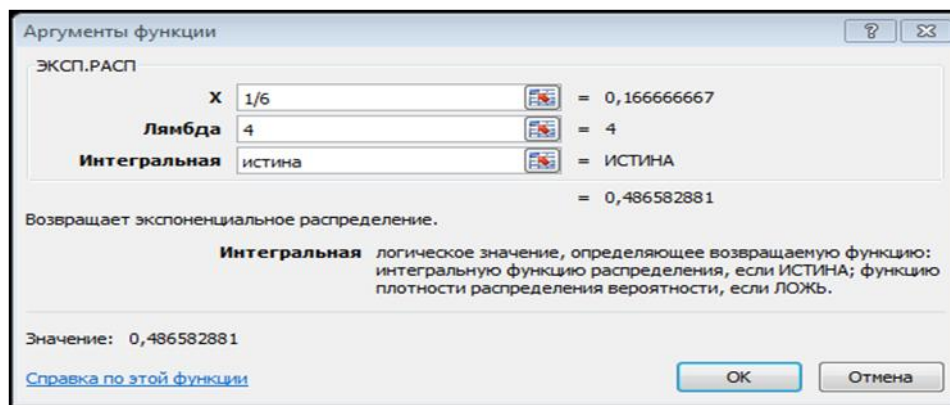 Аргументы функции
ЭКСП.РАСП
X 1/6 = 0,166666667
Лямбда 4 = 4
Интегральная истина = ИСТИНА
= 0,486582881
Возвращает экспоненциальное распределение.
Интегральная логическое значение, определяющее возвращаемую функцию:
интегральную функцию распределения, если ИСТИНА; функцию
плотности распределения вероятности, если ЛОЖЬ.
Значение: 0,486582881
Справка по этой функции
ОК
Отмена